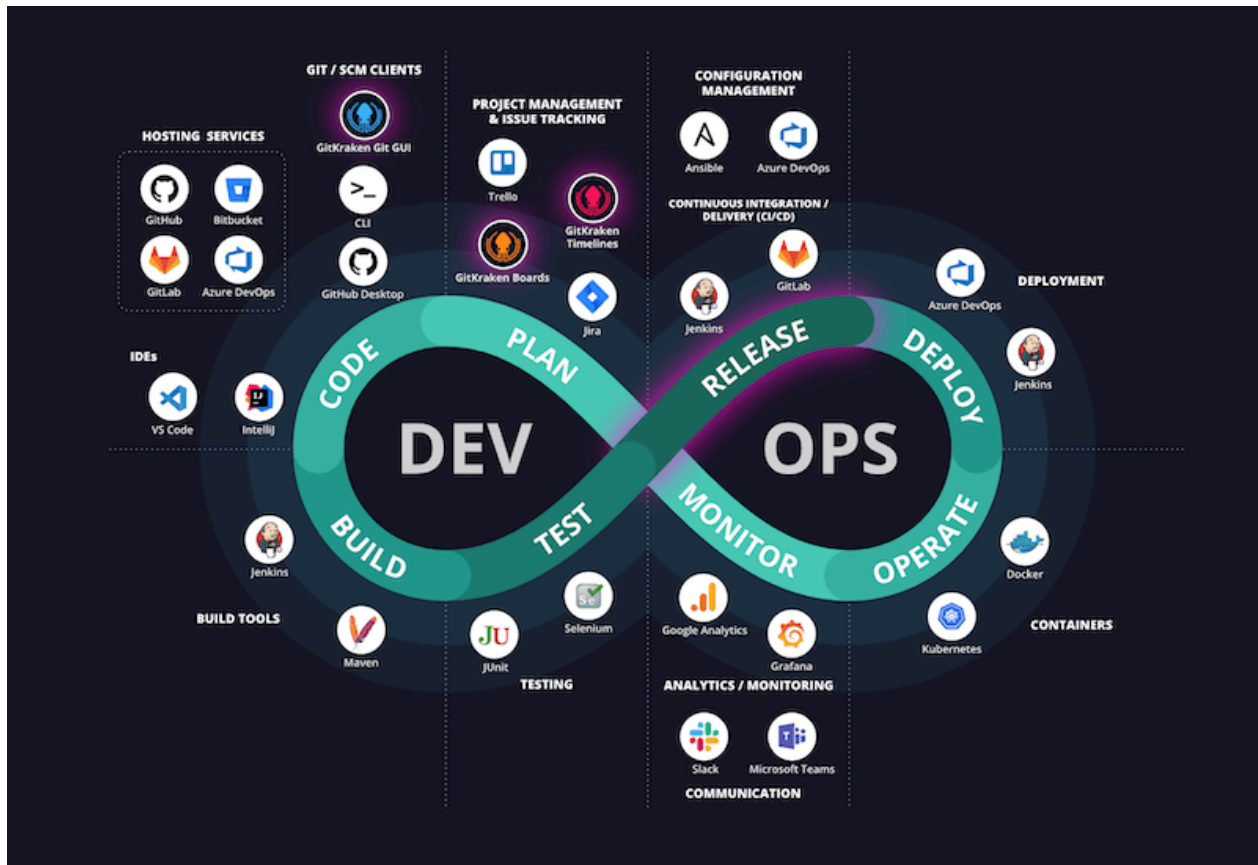 GIT / SCM CLIENTS
GitKraken Git GUI
CLI
GitHub Desktop
HOSTING SERVICES
GitHub
Bitbucket
GitLab
Azure DevOps
IDEs
VS Code
IntelliJ
PROJECT MANAGEMENT
& ISSUE TRACKING
Trello
GitKraken
Timelines
GitKraken Boards
Jira
CONFIGURATION
MANAGEMENT
Ansible
Azure DevOps
CONTINUOUS INTEGRATION /
DELIVERY (CI/CD)
GitLab
Jenkins
DEPLOYMENT
Azure DevOps
Jenkins
CODE
PLAN
RELEASE
DEPLOY
DEV
OPS
BUILD
TEST
MONITOR
OPERATE
Jenkins
BUILD TOOLS
Maven
Se
Selenium
JU
JUnit
TESTING
Google Analytics
Grafana
ANALYTICS / MONITORING
Slack
Microsoft Teams
COMMUNICATION
Docker
Kubernetes
CONTAINERS